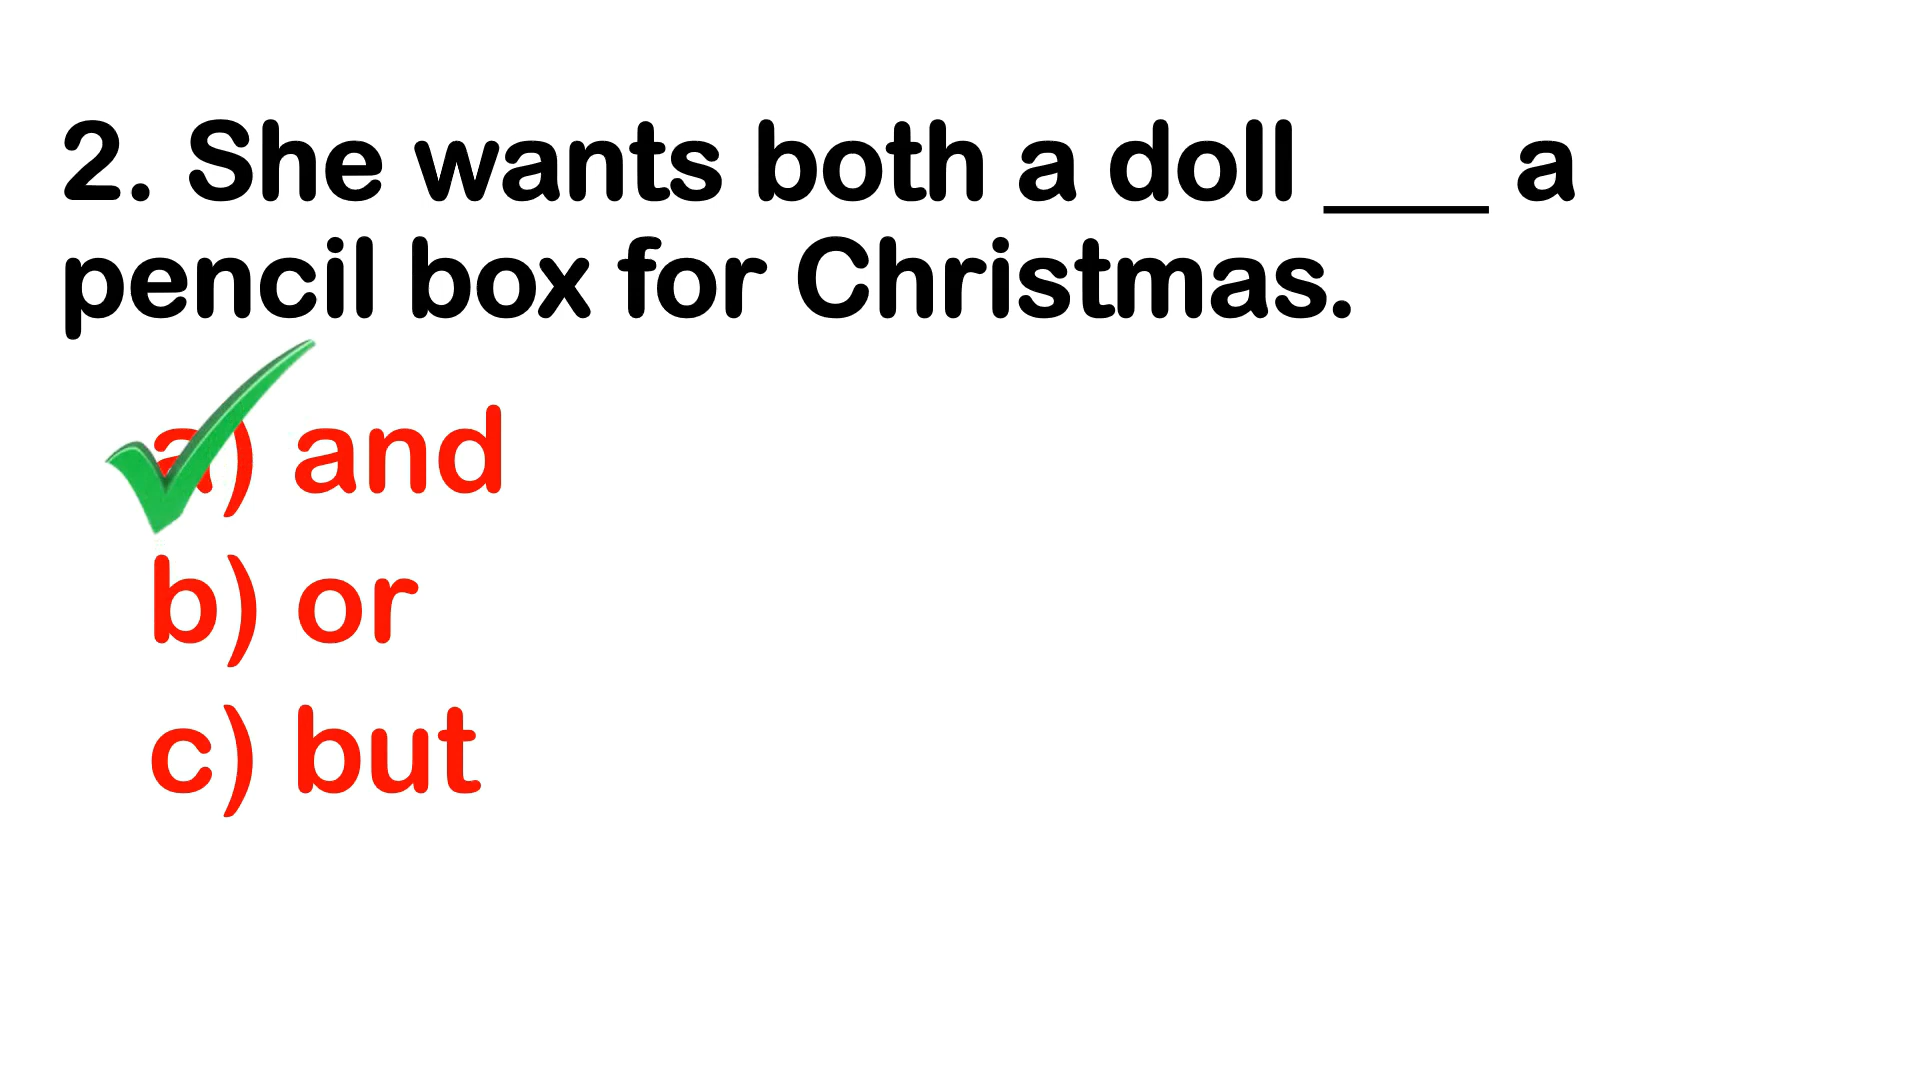 2. She wants both a doll ___ a
pencil box for Christmas.
a) and
b) or
c) but